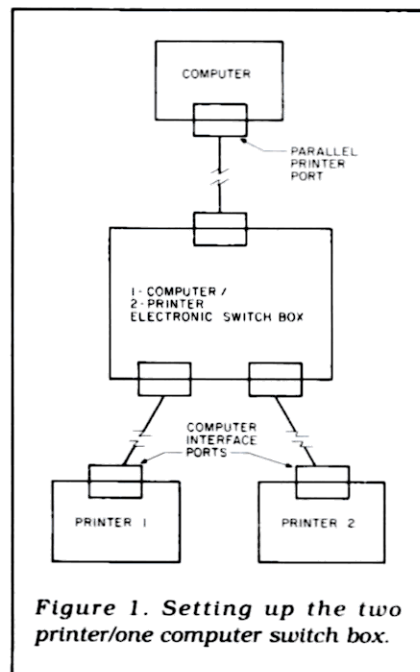 COMPUTER
PARALLEL
PRINTER
PORT
1-COMPUTER/
2-PRINTER
ELECTRONIC SWITCH BOX
COMPUTER
INTERFACE
PORTS
PRINTER 1
PRINTER 2
Figure 1. Setting up the two
printer/one computer switch box.